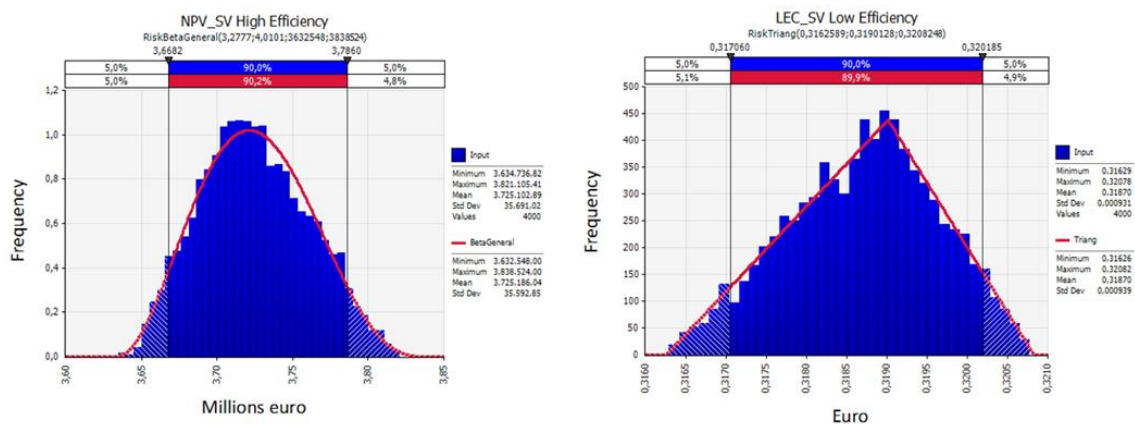 NPV_SV High Efficiency
RiskBetaGeneral(3,2777;4,0101;3632548;3838524)
3,6682 3,7860
5,0% 90,0% 5,0%
5,0% 90,2% 4,8%
1,2
1,0
0,8
0,6
0,4
0,2
0,0
Frequency
3,60 3,65 3,70 3,75 3,80 3,85
Millions euro
Input
Minimum 3.634.736.82
Maximum 3.821.105.41
Mean 3.725.102.89
Std Dev 35.691.02
Values 4000
BetaGeneral
Minimum 3.632.548.00
Maximum 3.838.524.00
Mean 3.725.186.04
Std Dev 35.592.85
LEC_SV Low Efficiency
RiskTriang(0,3162589;0,3190128;0,3208248)
0,317060 0,320185
5,0% 90,0% 5,0%
5,1% 89,9% 4,9%
500
450
400
350
300
250
200
150
100
50
0
Frequency
0,3160 0,3165 0,3170 0,3175 0,3180 0,3185 0,3190 0,3195 0,3200 0,3205 0,3210
Euro
Input
Minimum 0.31629
Maximum 0.32078
Mean 0.31870
Std Dev 0.000931
Values 4000
Triang
Minimum 0.31626
Maximum 0.32082
Mean 0.31870
Std Dev 0.000939